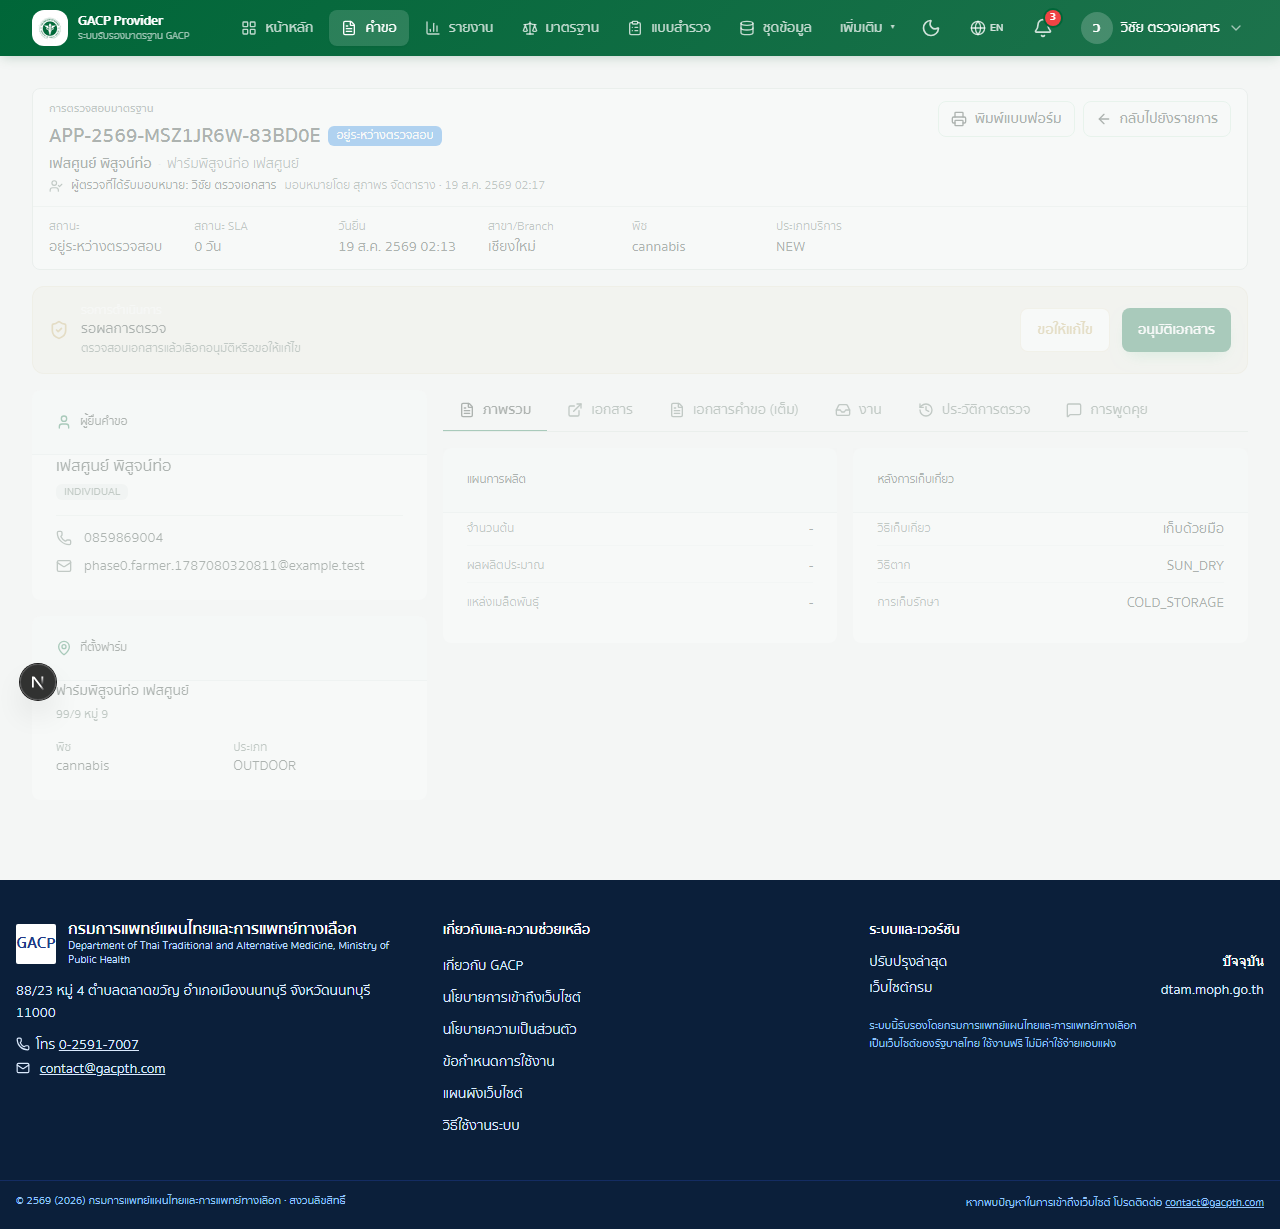 GACP Provider
ระบบรับรองมาตรฐาน GACP
หน้าหลัก
คำขอ
รายงาน
มาตรฐาน
แบบสำรวจ
ชุดข้อมูล
เพิ่มเติม
EN
3
ว
วิชัย ตรวจเอกสาร
การตรวจสอบมาตรฐาน
APP-2569-MSZ1JR6W-83BD0E
อยู่ระหว่างตรวจสอบ
เฟสศูนย์ พิสูจน์ท่อ
ฟาร์มพิสูจน์ท่อ เฟสศูนย์
ผู้ตรวจที่ได้รับมอบหมาย: วิชัย ตรวจเอกสาร
มอบหมายโดย สุภาพร จัดตาราง · 19 ส.ค. 2569 02:17
พิมพ์แบบฟอร์ม
กลับไปยังรายการ
สถานะ
อยู่ระหว่างตรวจสอบ
สถานะ SLA
0 วัน
วันยื่น
19 ส.ค. 2569 02:13
สาขา/Branch
เชียงใหม่
พืช
cannabis
ประเภทบริการ
NEW
รอผลการตรวจ
ตรวจสอบเอกสารแล้วเลือกอนุมัติหรือขอให้แก้ไข
ขอให้แก้ไข
อนุมัติเอกสาร
ผู้ยื่นคำขอ
เฟสศูนย์ พิสูจน์ท่อ
INDIVIDUAL
0859869004
phase0.farmer.1787080320811@example.test
ที่ตั้งฟาร์ม
ฟาร์มพิสูจน์ท่อ เฟสศูนย์
99/9 หมู่ 9
พืช
cannabis
ประเภท
OUTDOOR
N
ภาพรวม
เอกสาร
เอกสารคำขอ (เต็ม)
งาน
ประวัติการตรวจ
การพูดคุย
แผนการผลิต
จำนวนต้น
-
ผลผลิตประมาณ
-
แหล่งเมล็ดพันธุ์
-
หลังการเก็บเกี่ยว
วิธีเก็บเกี่ยว
เก็บด้วยมือ
วิธีตาก
SUN_DRY
การเก็บรักษา
COLD_STORAGE
GACP
กรมการแพทย์แผนไทยและการแพทย์ทางเลือก
Department of Thai Traditional and Alternative Medicine, Ministry of
Public Health
88/23 หมู่ 4 ตำบลตลาดขวัญ อำเภอเมืองนนทบุรี จังหวัดนนทบุรี
11000
โทร 0-2591-7007
contact@gacpth.com
เกี่ยวกับและความช่วยเหลือ
เกี่ยวกับ GACP
นโยบายการเข้าถึงเว็บไซต์
นโยบายความเป็นส่วนตัว
ข้อกำหนดการใช้งาน
แผนผังเว็บไซต์
วิธีใช้งานระบบ
ระบบและเวอร์ชัน
ปรับปรุงล่าสุด
ปัจจุบัน
เว็บไซต์กรม
dtam.moph.go.th
ระบบนี้รับรองโดยกรมการแพทย์แผนไทยและการแพทย์ทางเลือก
เป็นเว็บไซต์ของรัฐบาลไทย ใช้งานฟรี ไม่มีค่าใช้จ่ายแอบแฝง
© 2569 (2026) กรมการแพทย์แผนไทยและการแพทย์ทางเลือก · สงวนลิขสิทธิ์
หากพบปัญหาในการเข้าถึงเว็บไซต์ โปรดติดต่อ contact@gacpth.com